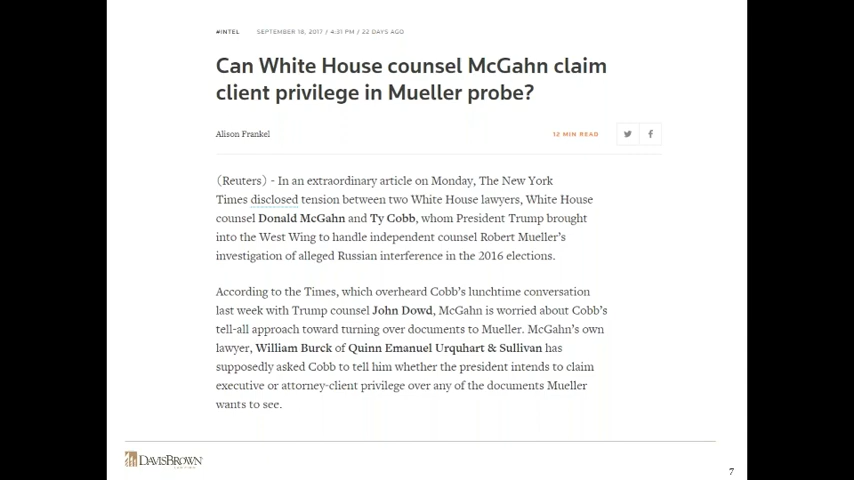 #INTEL SEPTEMBER 18, 2017 / 4:31 PM / 22 DAYS AGO
Can White House counsel McGahn claim
client privilege in Mueller probe?
Alison Frankel 12 MIN READ
(Reuters) - In an extraordinary article on Monday, The New York
Times disclosed tension between two White House lawyers, White House
counsel Donald McGahn and Ty Cobb, whom President Trump brought
into the West Wing to handle independent counsel Robert Mueller's
investigation of alleged Russian interference in the 2016 elections.
According to the Times, which overheard Cobb's lunchtime conversation
last week with Trump counsel John Dowd, McGahn is worried about Cobb's
tell-all approach toward turning over documents to Mueller. McGahn's own
lawyer, William Burck of Quinn Emanuel Urquhart & Sullivan has
supposedly asked Cobb to tell him whether the president intends to claim
executive or attorney-client privilege over any of the documents Mueller
wants to see.
DAVISBROWN
7